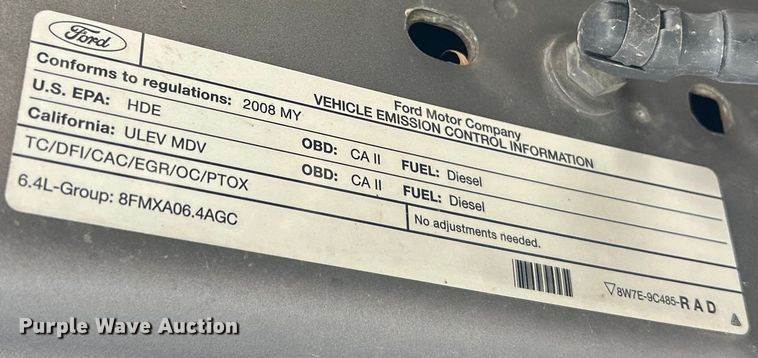 Ford
Ford Motor Company
VEHICLE EMISSION CONTROL INFORMATION
Conforms to regulations: 2008 MY
U.S. EPA: HDE OBD: CA II FUEL: Diesel
California: ULEV MDV OBD: CA II FUEL: Diesel
TC/DFI/CAC/EGR/OC/PTOX
6.4L-Group: 8FMXA06.4AGC
No adjustments needed.
8W7E-9C485-RAD
Purple Wave Auction